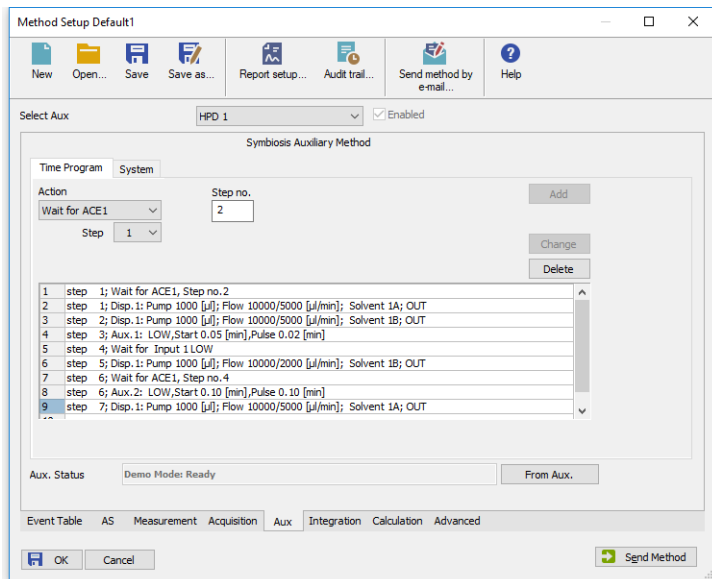 Method Setup Default1
New Open... Save Save as... Report setup... Audit trail... Send method by e-mail... Help
Select Aux HPD 1 Enabled
Symbiosis Auxiliary Method
Time Program System
Action Step no. Add
Wait for ACE1 2
Step 1
Change
Delete
1 step 1; Wait for ACE1, Step no.2
2 step 1; Disp.1: Pump 1000 [µl]; Flow 10000/5000 [µl/min]; Solvent 1A; OUT
3 step 2; Disp.1: Pump 1000 [µl]; Flow 10000/5000 [µl/min]; Solvent 1B; OUT
4 step 3; Aux.1: LOW,Start 0.05 [min],Pulse 0.02 [min]
5 step 4; Wait for Input 1 LOW
6 step 5; Disp.1: Pump 1000 [µl]; Flow 10000/2000 [µl/min]; Solvent 1B; OUT
7 step 6; Wait for ACE1, Step no.4
8 step 6; Aux.2: LOW,Start 0.10 [min],Pulse 0.10 [min]
9 step 7; Disp.1: Pump 1000 [µl]; Flow 10000/5000 [µl/min]; Solvent 1A; OUT
Aux. Status Demo Mode: Ready From Aux.
Event Table AS Measurement Acquisition Aux Integration Calculation Advanced
OK Cancel Send Method